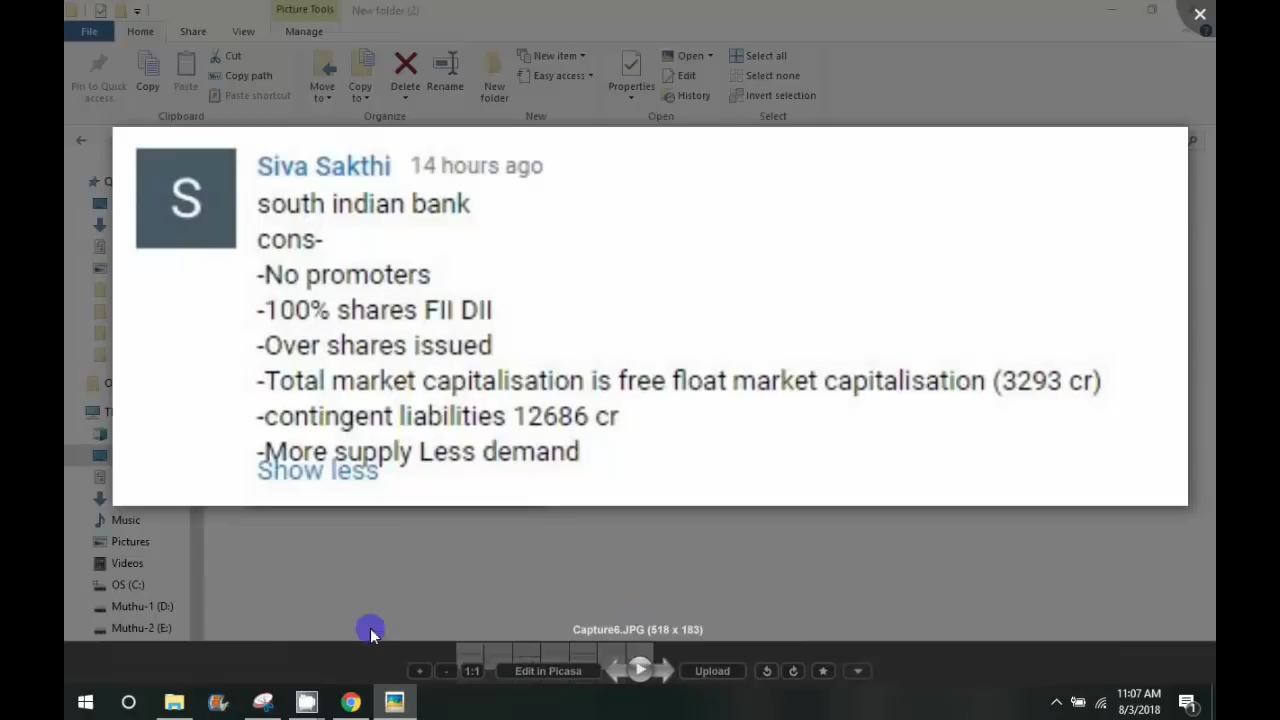 Picture Tools
New folder (2)
File Home Share View Manage
Pin to Quick access
Copy
Paste
Cut
Copy path
Paste shortcut
Move to
Copy to
Delete
Rename
New folder
New item
Easy access
Properties
Open
Edit
History
Select all
Select none
Invert selection
Clipboard Organize New Open Select
S
Siva Sakthi 14 hours ago
south indian bank
cons-
-No promoters
-100% shares FII DII
-Over shares issued
-Total market capitalisation is free float market capitalisation (3293 cr)
-contingent liabilities 12686 cr
-More supply Less demand
Show less
Music
Pictures
Videos
OS (C:)
Muthu-1 (D:)
Muthu-2 (E:)
Capture6.JPG (518 x 183)
+ - 1:1 Edit in Picasa Upload
11:07 AM
8/3/2018
1